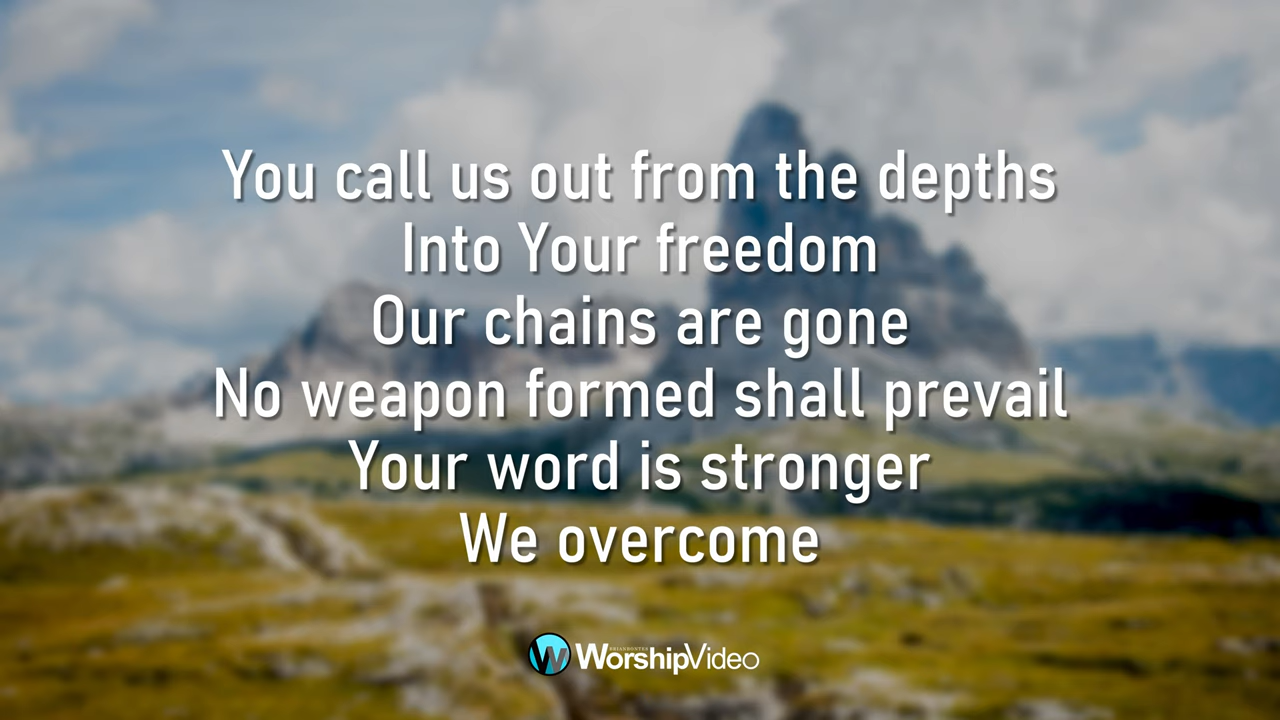 You call us out from the depths
Into Your freedom
Our chains are gone
No weapon formed shall prevail
Your word is stronger
We overcome
WorshipVideo